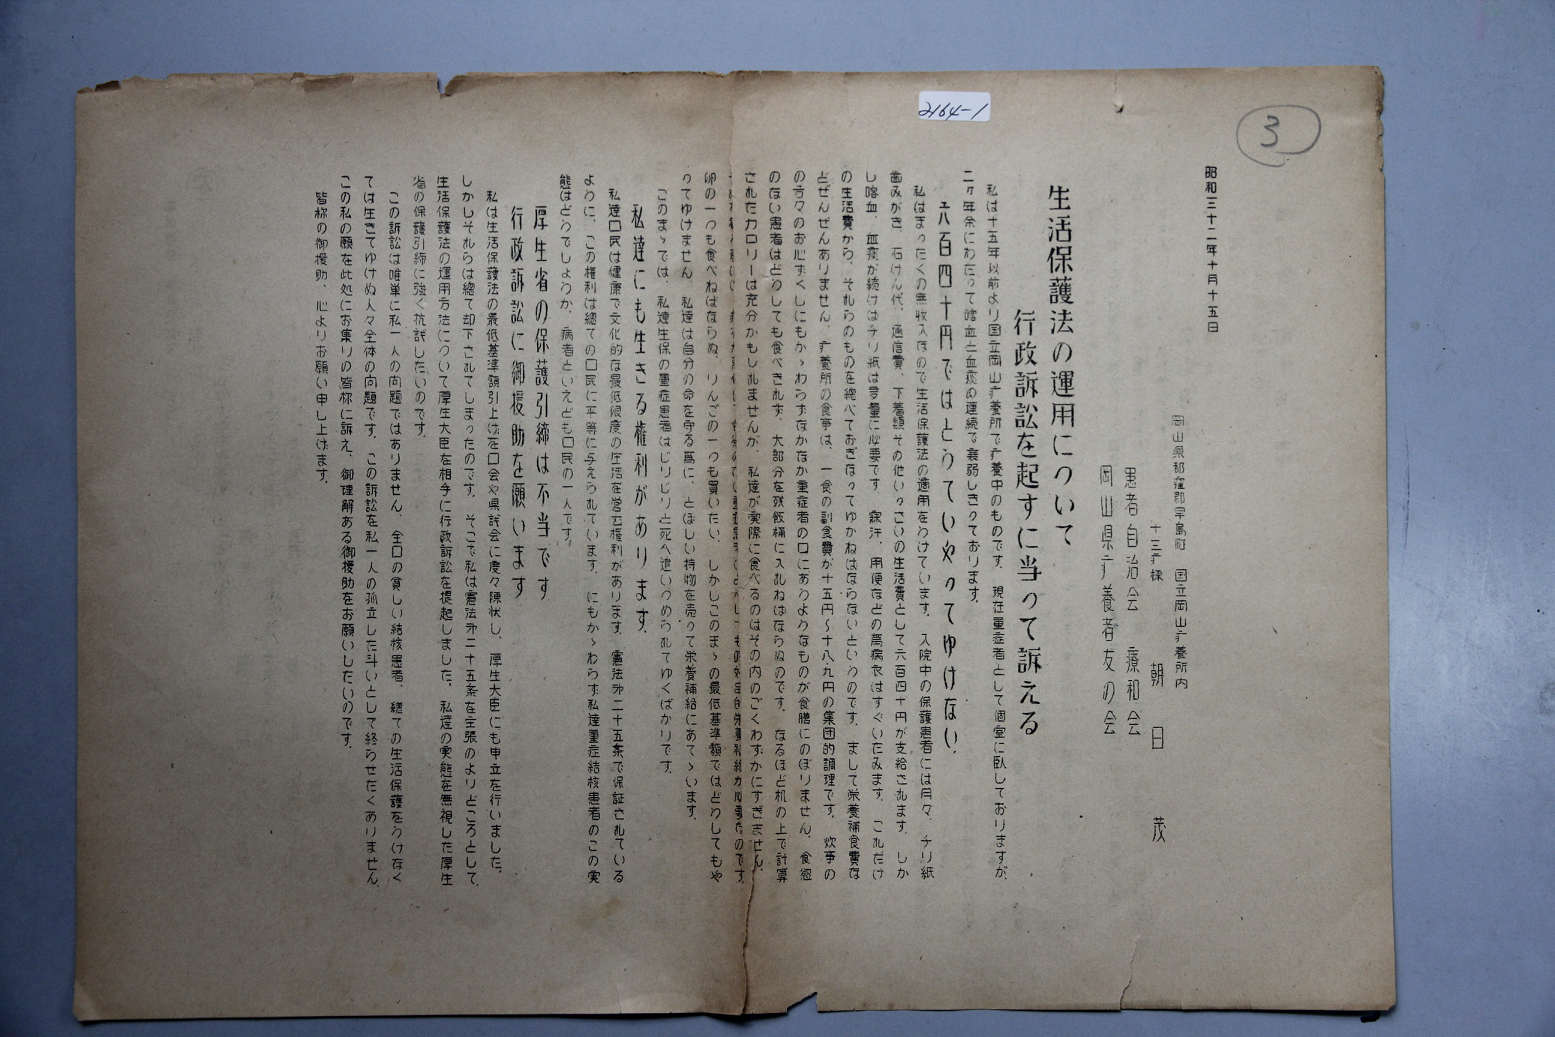 2164-1
3
昭和三十二年十月十五日
岡山県都窪郡早島町 国立岡山疒養所内
十三疒棟 朝日茂
患者自治会 療和会
岡山県疒養者友の会
生活保護法の運用について
行政訴訟を起すに当って訴える
私は十五年以前より国立岡山疒養所で疒養中のものです。現在重症者として個室に臥しておりますが、
二ヶ年余にわたって喀血と血痰の連続で衰弱しきっております。
六百四十円ではどうていやってゆけない
私はまったくの無収入なので生活保護法の適用をうけています。入院中の保護患者には月々、チリ紙
歯みがき、石けん代、通信費、下着類その他いっさいの生活費として六百四十円が支給されます。しか
し喀血、血痰が続けばチリ紙は多量に必要です。寝汗、用便などの為病衣はすぐいたみます。これだけ
の生活費から、それらのものを総べておぎなってゆかねばならないというのです。まして栄養補食費な
どぜんぜんありません。疒養所の食事は、一食の副食費が十五円〜十八九円の集団的調理です。炊事の
の方々のお心ずくしにもかゝわらずなかなか重症者の口にあうようなものが食膳にのぼりません。食慾
のない患者はどうしても食べきれず、大部分を残飯桶に入れねばならぬのです。なるほど机の上で計算
されたカロリーは充分かもしれませんが、私達が実際に食べるのはその内のごくわずかにすぎません。
卵の一つも食べねばならぬ、りんごの一つも買いたい、しかしこのまゝの最低基準額ではどうしてもや
ってゆけません。私達は自分の命を守る為に、とぼしい持物を売って栄養補給にあてゝいます。
このまゝでは、私達生保の重症患者はじりじりと死へ追いつめられてゆくばかりです。
私達にも生きる権利があります。
私達国民は健康で文化的な最低限度の生活を営む権利があります。憲法第二十五条で保証されている
ように、この権利は総ての国民に平等に与えられています。にもかゝわらず私達重症結核患者のこの実
態はどうでしょうか。病者といえども国民の一人です。
厚生省の保護引締は不当です
行政訴訟に御援助を願います
私は生活保護法の最低基準額引上げを国会や県議会に度々陳状し、厚生大臣にも申立を行いました。
しかしそれらは総て却下されてしまったのです。そこで私は憲法第二十五条を主張のよりどころとして、
生活保護法の運用方法について厚生大臣を相手に行政訴訟を提起しました。私達の実態を無視した厚生
省の保護引締に強く抗議したいのです。
この訴訟は唯単に私一人の問題ではありません。全国の貧しい結核患者、総ての生活保護をうけなく
ては生きてゆけぬ人々全体の問題です。この訴訟を私一人の孤立した斗いとして終らせたくありません。
この私の願を此処にお集りの皆様に訴え、御理解ある御援助をお願いしたいのです。
皆様の御援助、心よりお願い申し上げます。